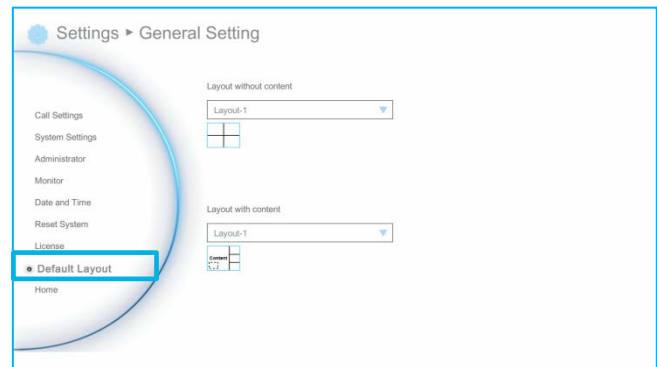 Settings ► General Setting
Layout without content
Layout-1
Call Settings
System Settings
Administrator
Monitor
Date and Time
Reset System
License
Default Layout
Home
Layout with content
Layout-1
Content